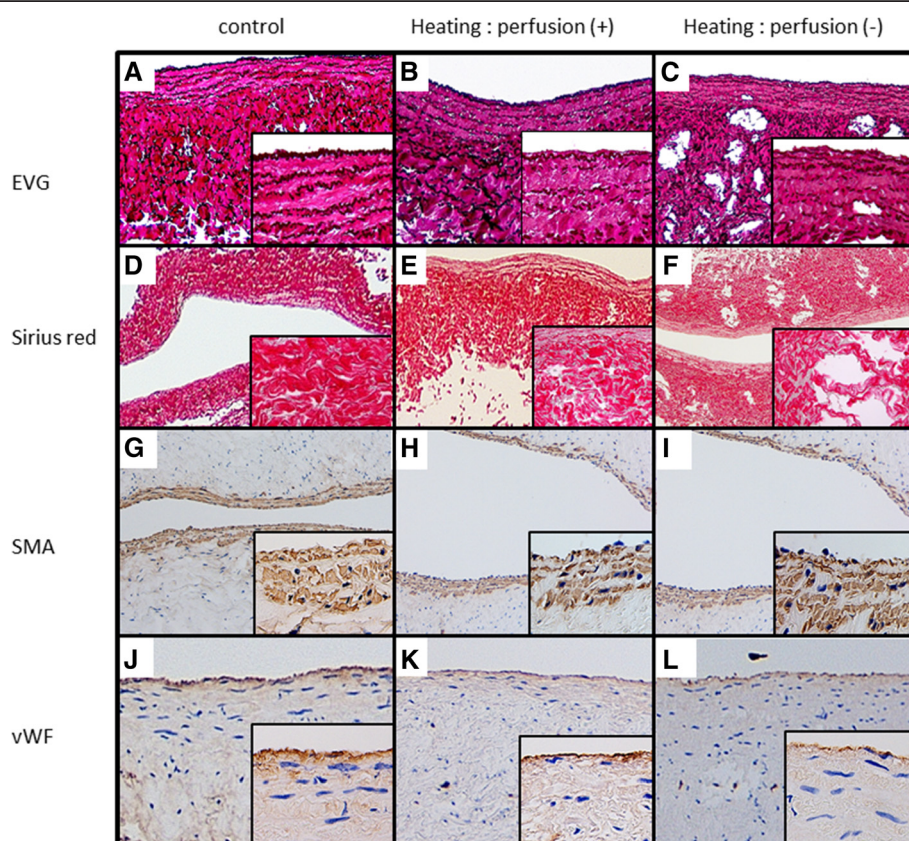 control Heating : perfusion (+) Heating : perfusion (-)
A B C
EVG
D E F
Sirius red
G H I
SMA
J K L
vWF